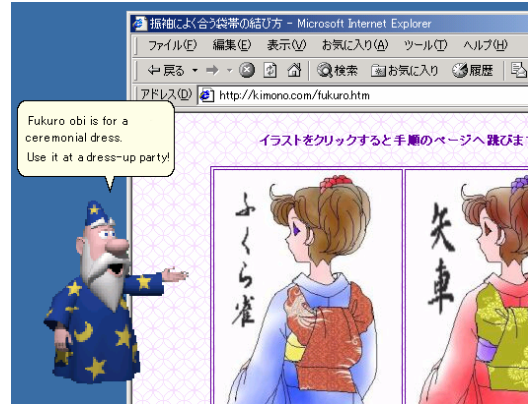 振袖によく合う袋帯の結び方 - Microsoft Internet Explorer
ファイル(F) 編集(E) 表示(V) お気に入り(A) ツール(T) ヘルプ(H)
戻る 検索 お気に入り 履歴
アドレス(D) http://kimono.com/fukuro.htm
Fukuro obi is for a
ceremonial dress.
Use it at a dress-up party!
イラストをクリックすると手順のページへ跳びま
ふくら雀
矢車